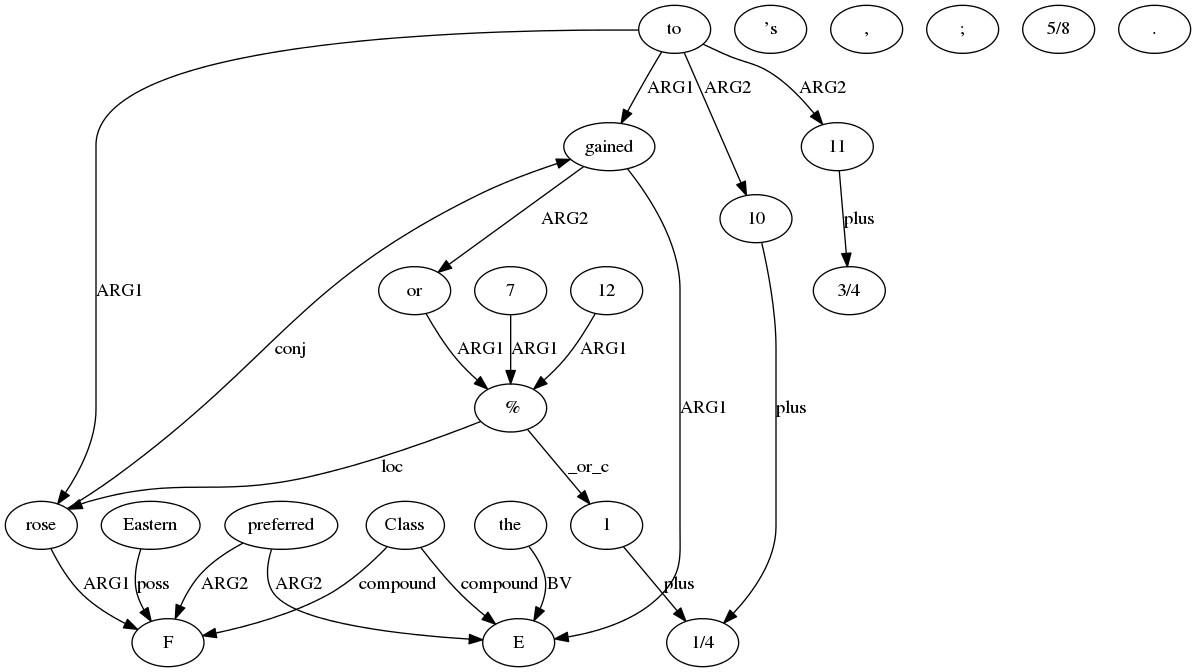 to ’s , ; 5/8 .
ARG1 ARG2 ARG2
gained 11
10
ARG2 plus
or 7 12 3/4
ARG1
conj ARG1 ARG1 ARG1
% ARG1 plus
loc _or_c
rose Eastern preferred Class the 1
ARG1 poss ARG2 ARG2 compound compound BV plus
F E 1/4